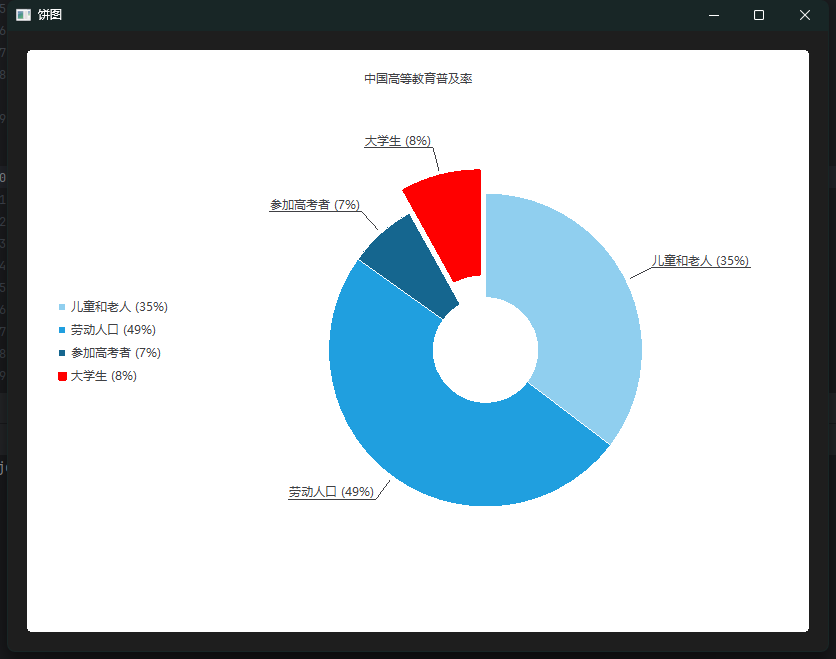 饼图
中国高等教育普及率
大学生 (8%)
参加高考者 (7%)
儿童和老人 (35%)
儿童和老人 (35%)
劳动人口 (49%)
参加高考者 (7%)
大学生 (8%)
劳动人口 (49%)